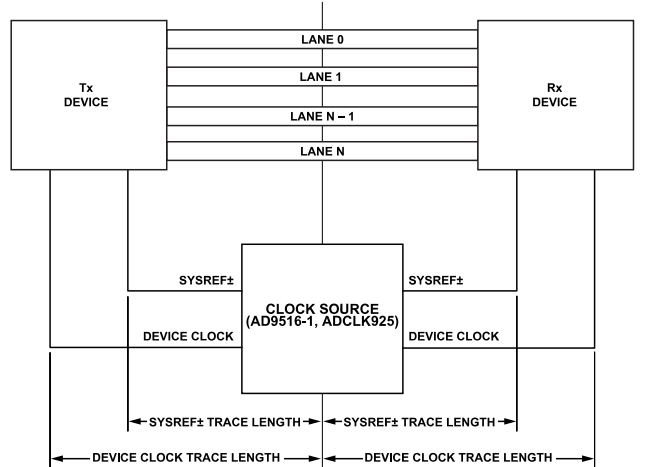 LANE 0
LANE 1
LANE N – 1
LANE N
Tx
DEVICE
Rx
DEVICE
SYSREF±
SYSREF±
CLOCK SOURCE
(AD9516-1, ADCLK925)
DEVICE CLOCK
DEVICE CLOCK
SYSREF± TRACE LENGTH
SYSREF± TRACE LENGTH
DEVICE CLOCK TRACE LENGTH
DEVICE CLOCK TRACE LENGTH